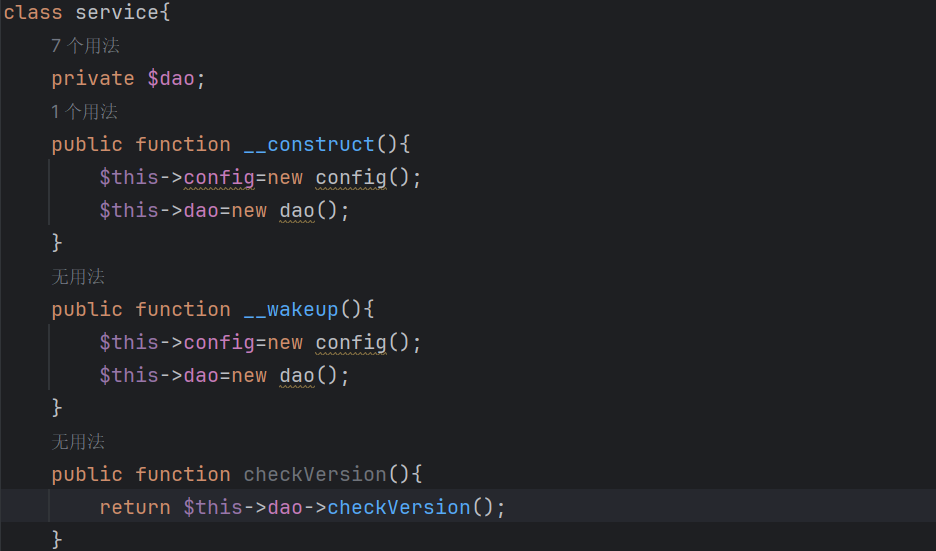 class service{
7 个用法
private $dao;
1 个用法
public function __construct(){
$this->config=new config();
$this->dao=new dao();
}
无用法
public function __wakeup(){
$this->config=new config();
$this->dao=new dao();
}
无用法
public function checkVersion(){
return $this->dao->checkVersion();
}